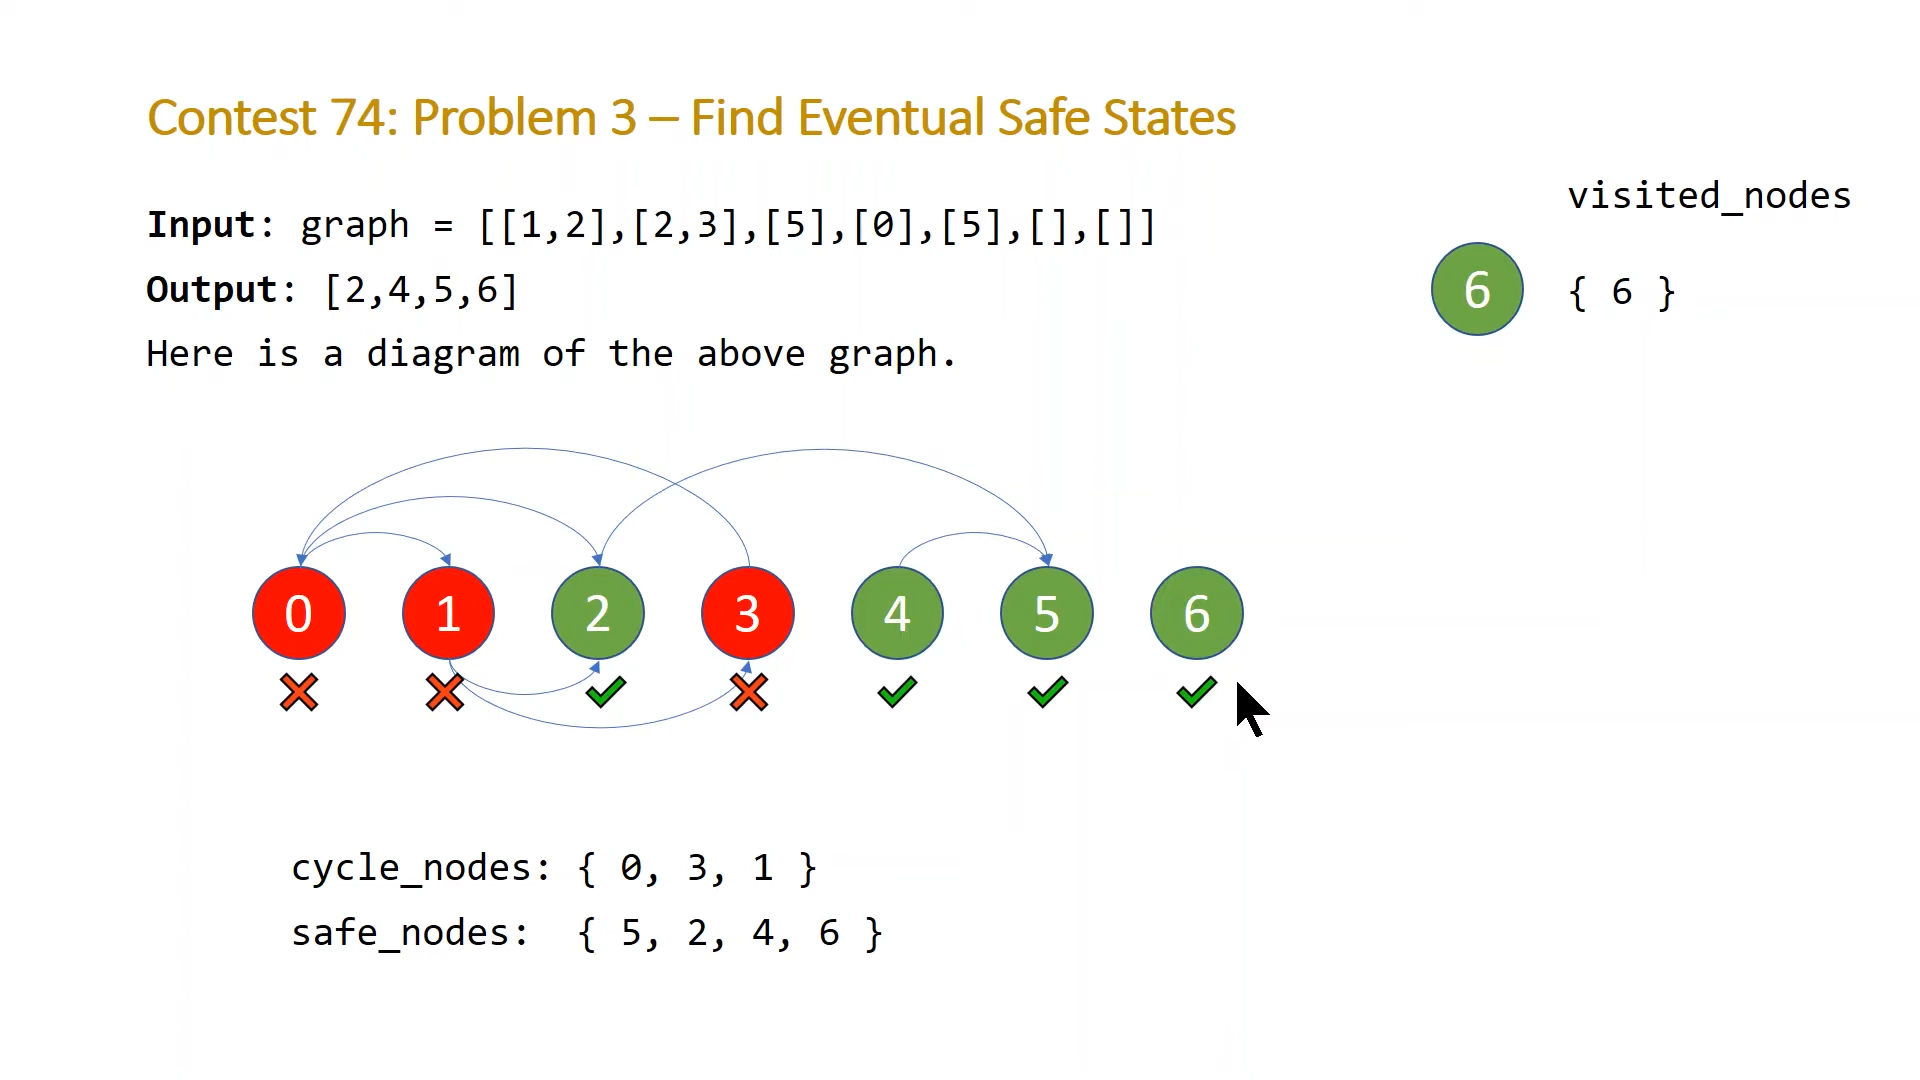 Contest 74: Problem 3 – Find Eventual Safe States
visited_nodes
Input: graph = [[1,2],[2,3],[5],[0],[5],[],[]]
Output: [2,4,5,6]
6 { 6 }
Here is a diagram of the above graph.
0 1 2 3 4 5 6
cycle_nodes: { 0, 3, 1 }
safe_nodes: { 5, 2, 4, 6 }